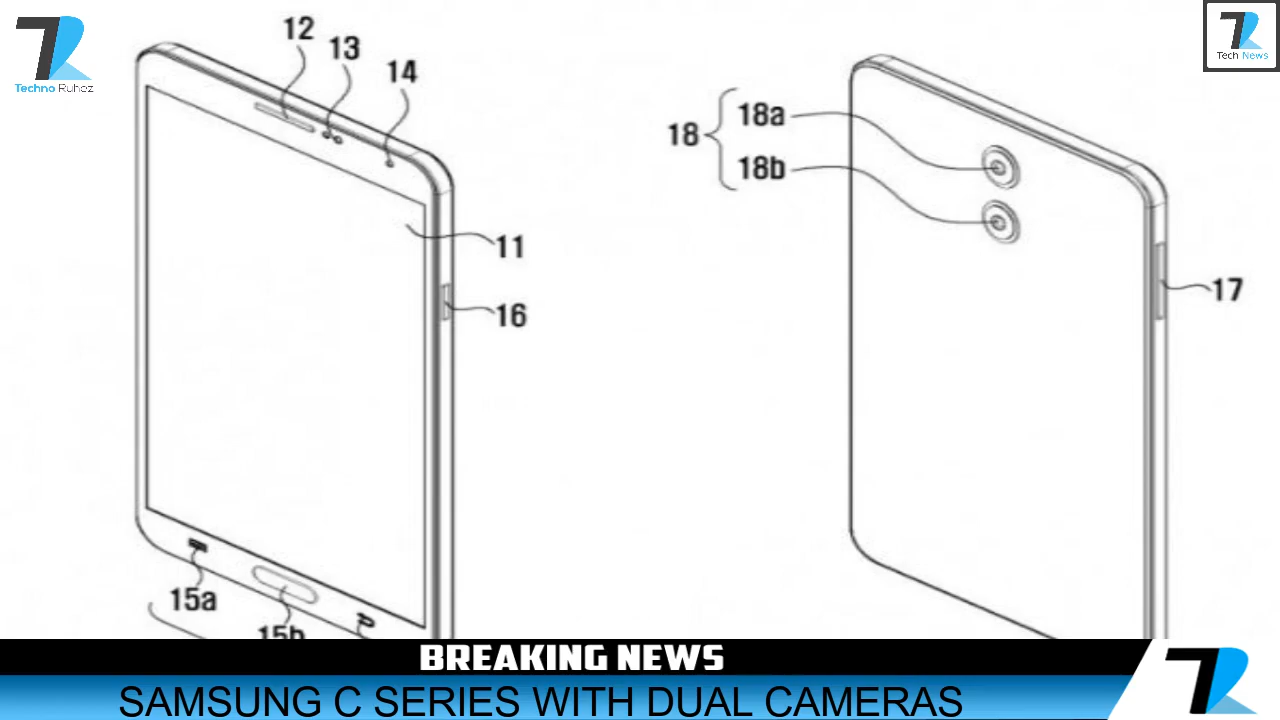 Techno Ruhez
Tech News
12
13
14
11
16
15a
15b
18
18a
18b
17
BREAKING NEWS
SAMSUNG C SERIES WITH DUAL CAMERAS